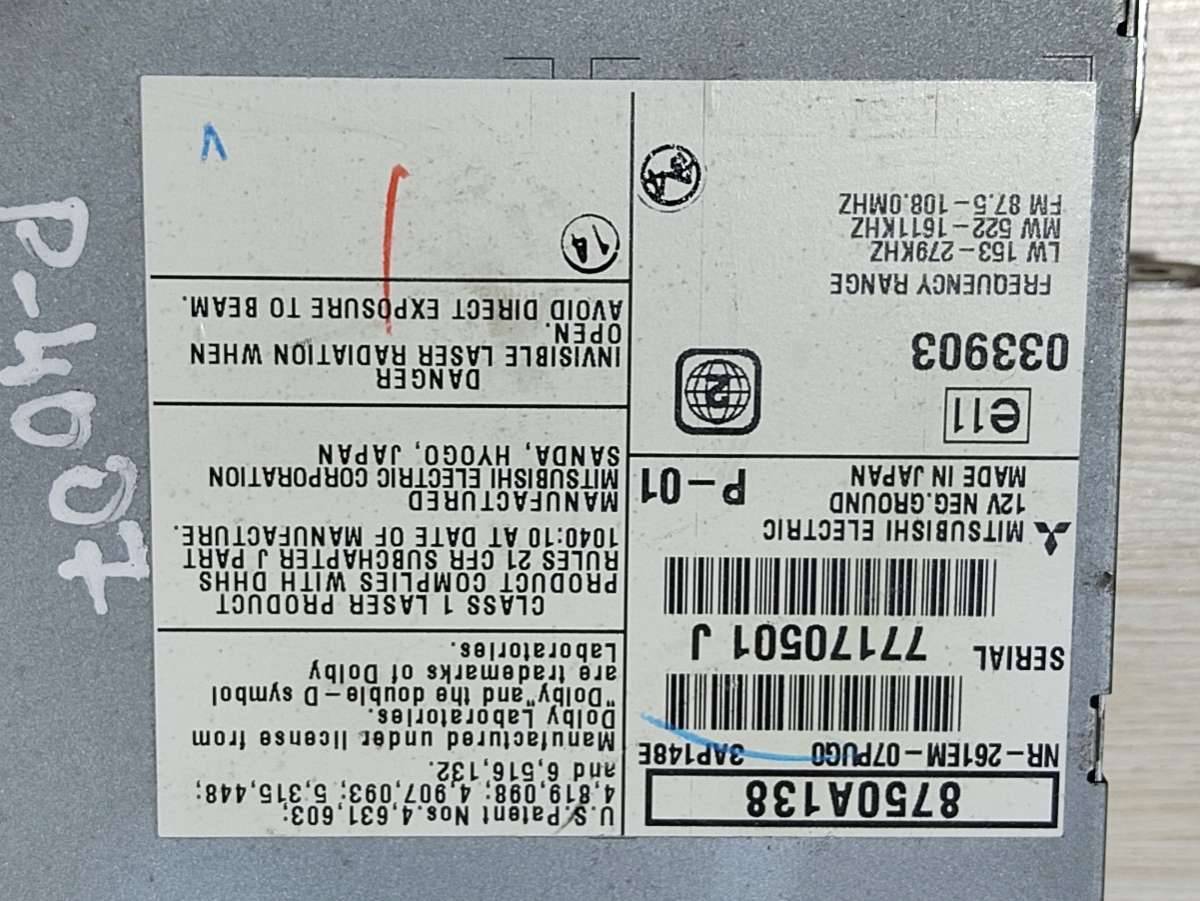 8750A138
NR-261EM-07PUG0 3AP148E
SERIAL 77170501 J
MITSUBISHI ELECTRIC
12V NEG.GROUND
MADE IN JAPAN
P-01
e11
033903
2
FREQUENCY RANGE
LW 153-279KHZ
MW 522-1611KHZ
FM 87.5-108.0MHZ
U.S.Patent Nos.4,631,603;
4,819,098; 4,907,093; 5,315,448;
and 6,516,132.
Manufactured under license from
Dolby Laboratories.
"Dolby"and the double-D symbol
are trademarks of Dolby
Laboratories.
CLASS 1 LASER PRODUCT
PRODUCT COMPLIES WITH DHHS
RULES 21 CFR SUBCHAPTER J PART
1040:10 AT DATE OF MANUFACTURE.
MANUFACTURED
MITSUBISHI ELECTRIC CORPORATION
SANDA, HYOGO, JAPAN
DANGER
INVISIBLE LASER RADIATION WHEN
OPEN.
AVOID DIRECT EXPOSURE TO BEAM.
P-407